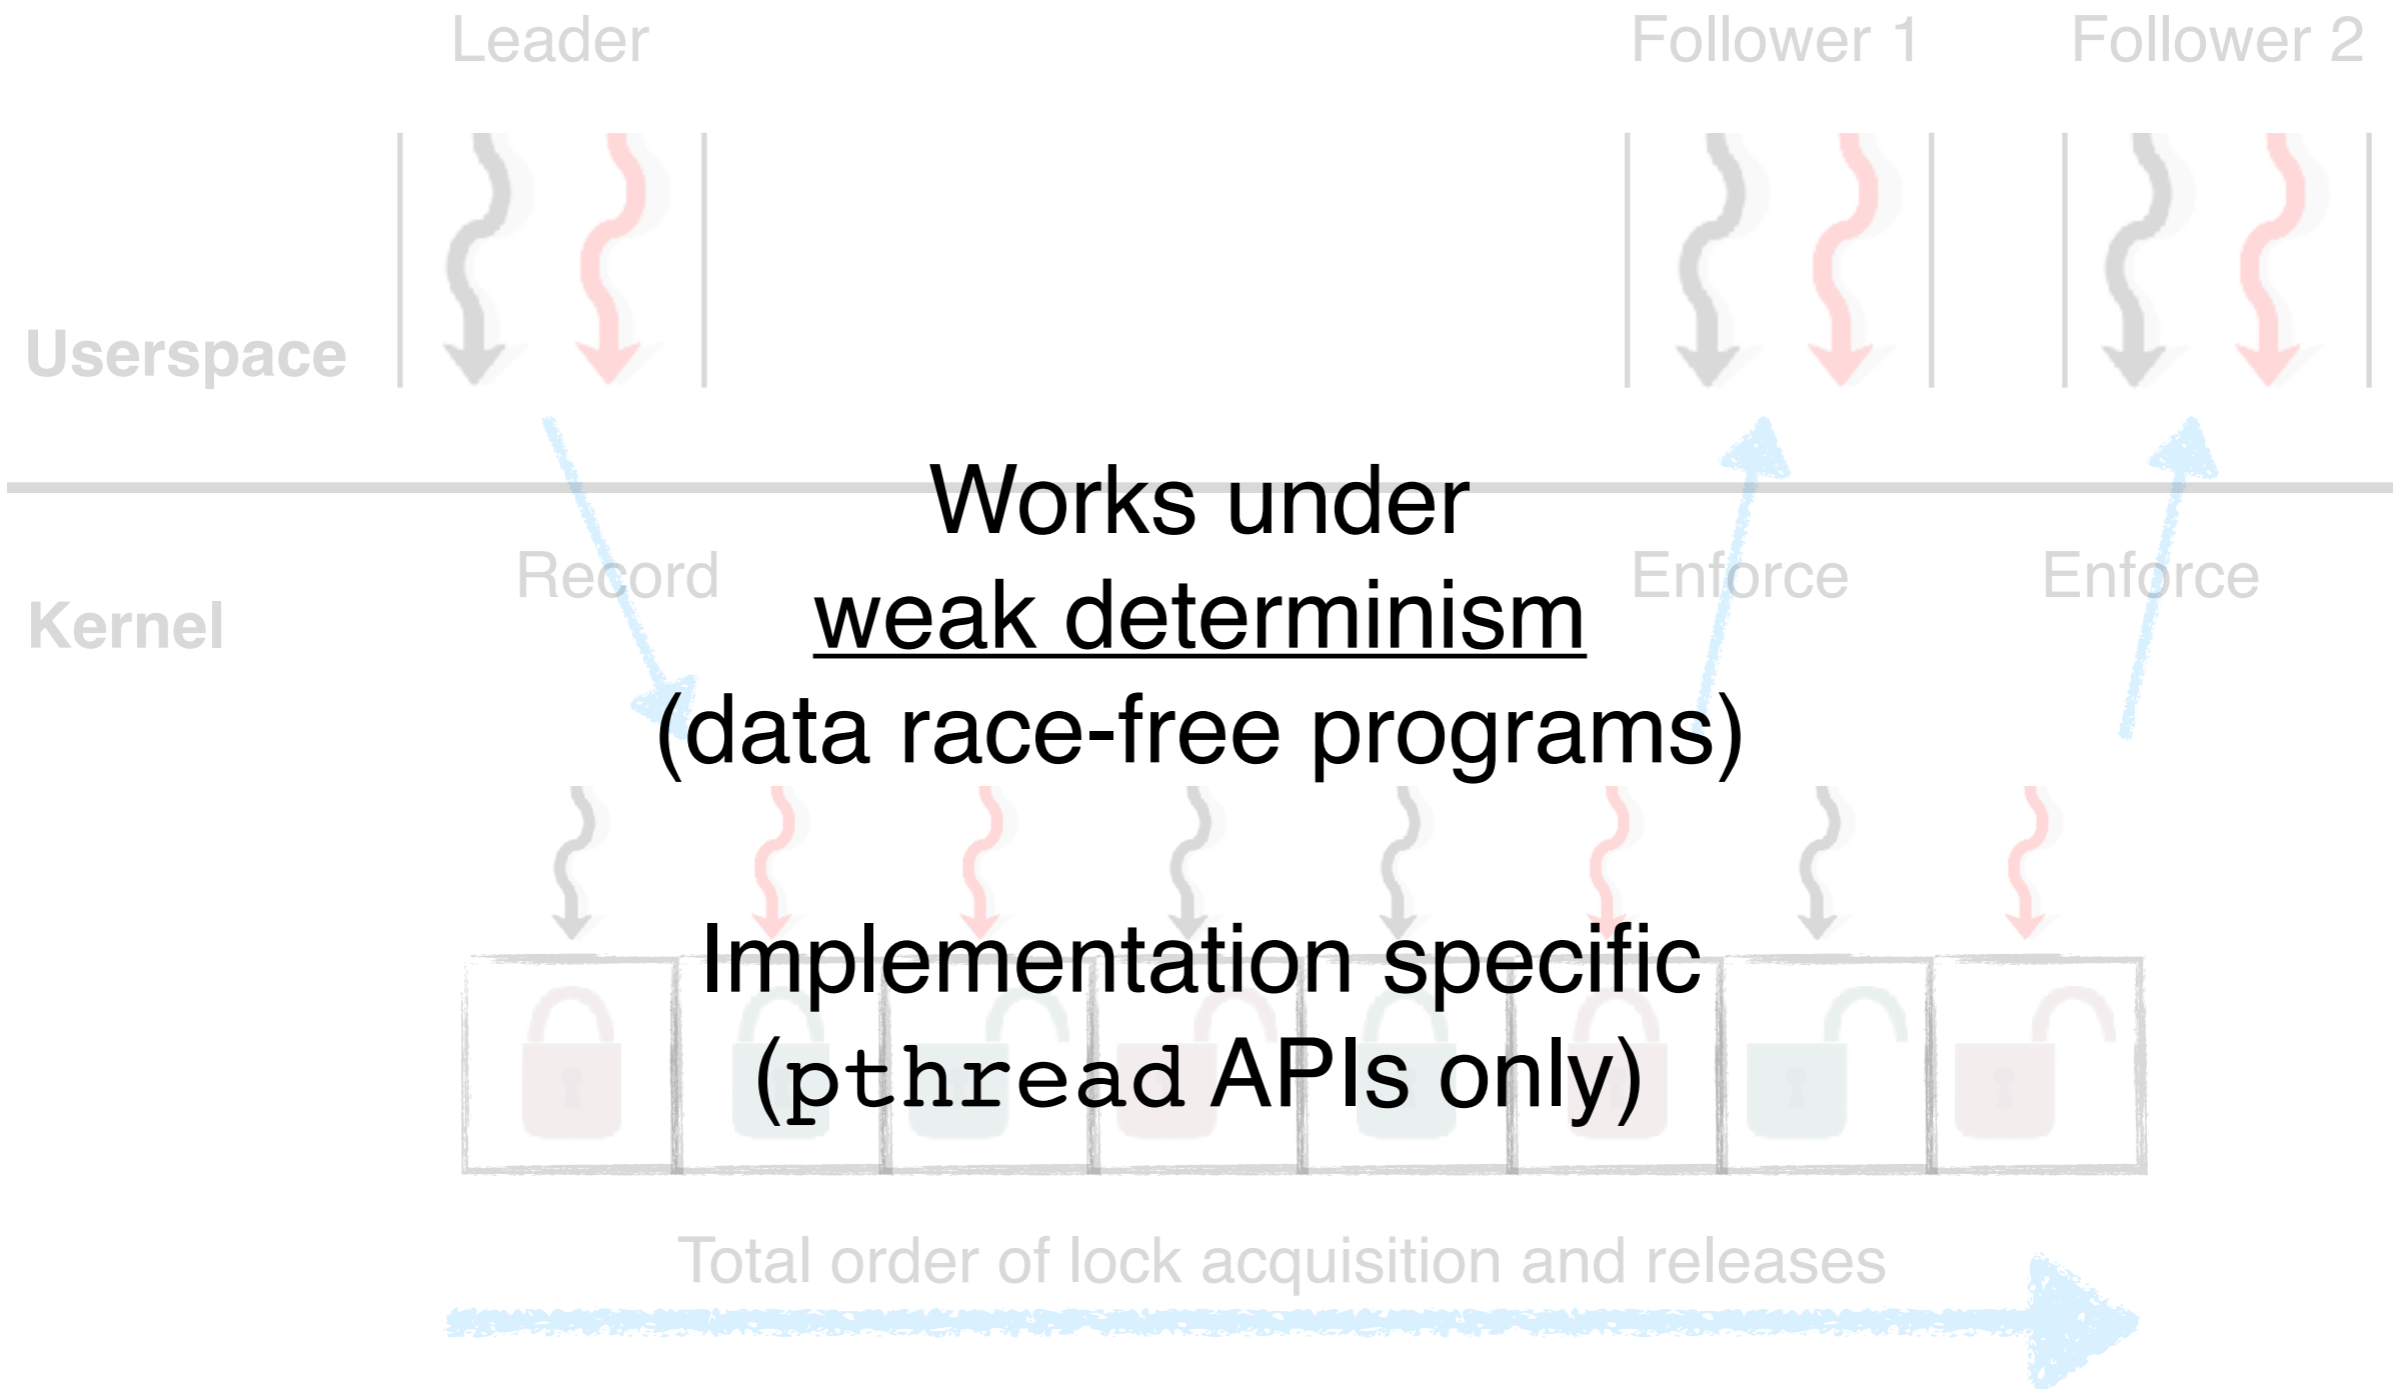 Leader
Follower 1
Follower 2
Userspace
Works under
Record
Enforce
Enforce
weak determinism
Kernel
(data race-free programs)
Implementation specific
(pthread APIs only)
Total order of lock acquisition and releases